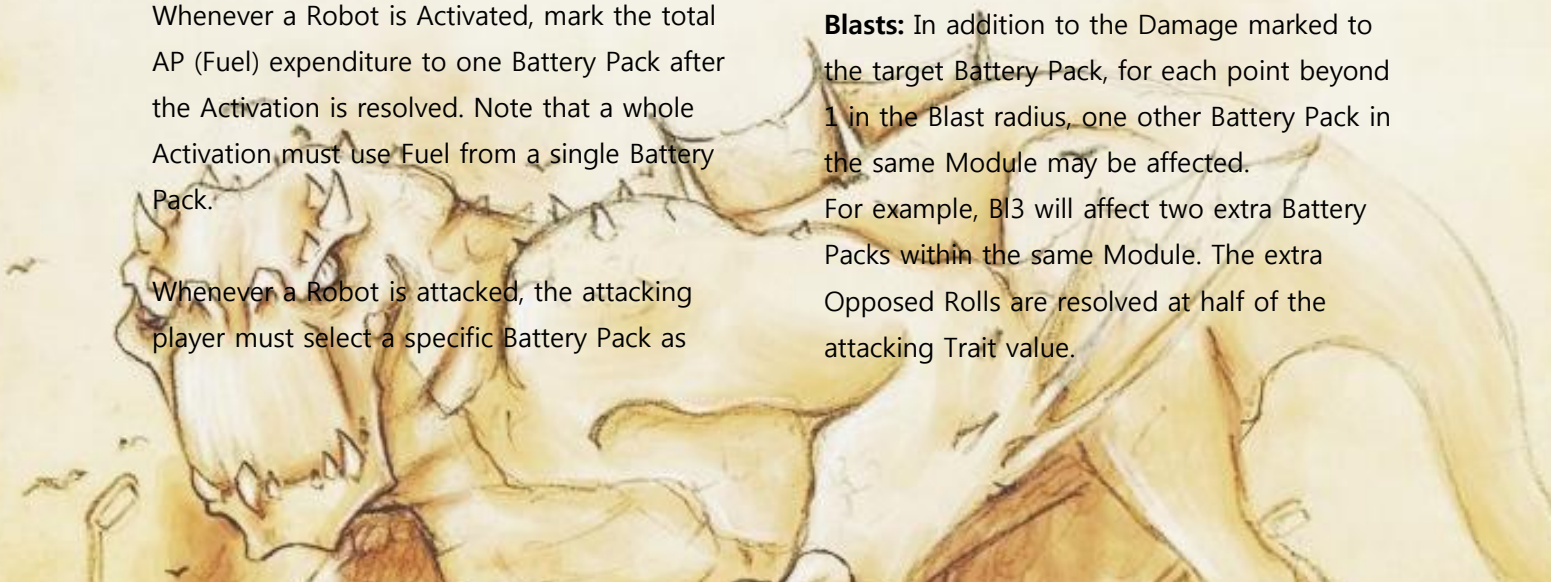 Whenever a Robot is Activated, mark the total
AP (Fuel) expenditure to one Battery Pack after
the Activation is resolved. Note that a whole
Activation must use Fuel from a single Battery
Pack.
Whenever a Robot is attacked, the attacking
player must select a specific Battery Pack as
Blasts: In addition to the Damage marked to
the target Battery Pack, for each point beyond
1 in the Blast radius, one other Battery Pack in
the same Module may be affected.
For example, Bl3 will affect two extra Battery
Packs within the same Module. The extra
Opposed Rolls are resolved at half of the
attacking Trait value.